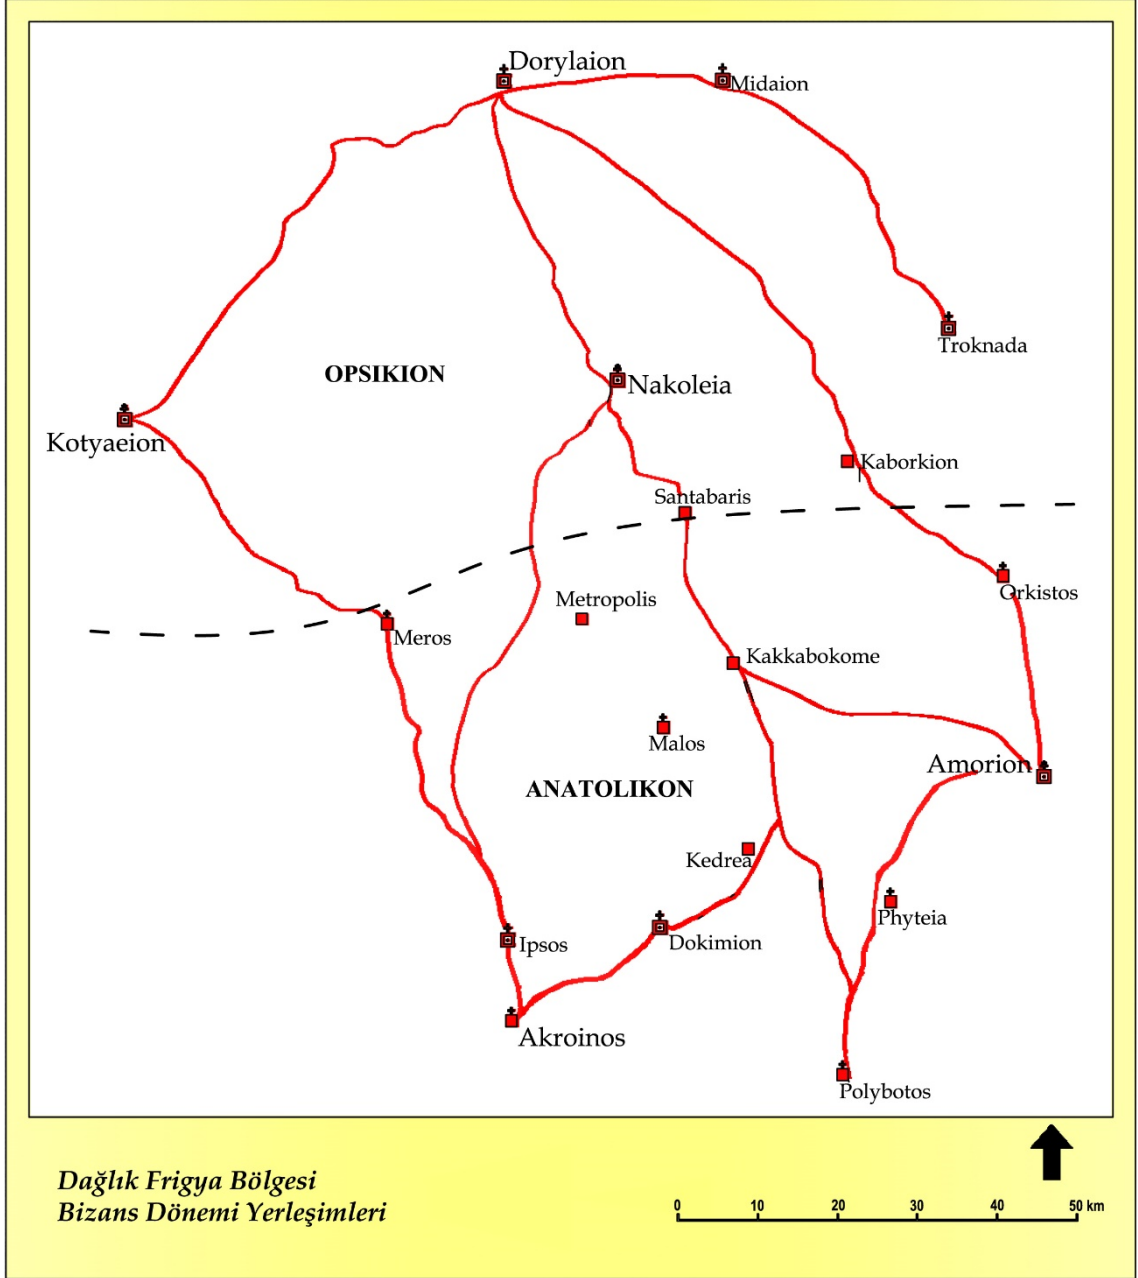 Dorylaion
Midaion
Troknada
OPSIKION
Nakoleia
Kotyaeion
Kaborkion
Santabaris
Orkistos
Metropolis
Meros
Kakkabokome
Malos
Amorion
ANATOLIKON
Kedrea
Phyteia
Ipsos
Dokimion
Akroinos
Polybotos
Dağlık Frigya Bölgesi
Bizans Dönemi Yerleşimleri
0 10 20 30 40 50 km